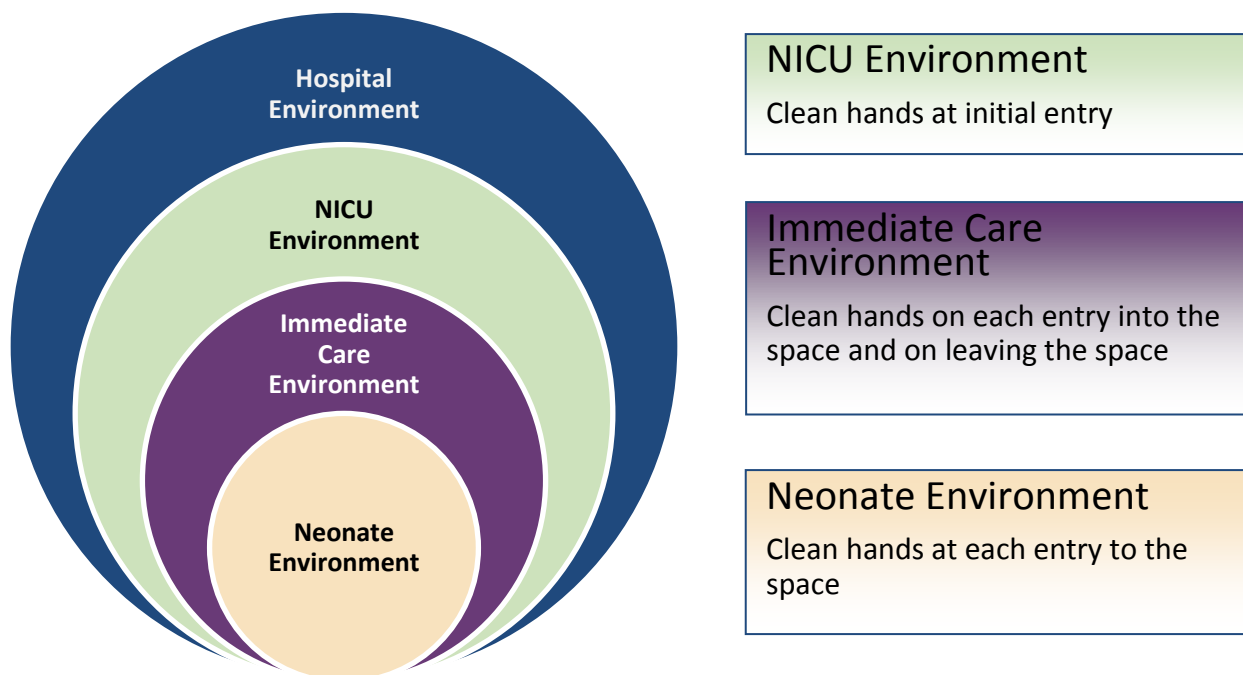 Hospital
Environment
NICU
Environment
Immediate
Care
Environment
Neonate
Environment
NICU Environment
Clean hands at initial entry
Immediate Care
Environment
Clean hands on each entry into the
space and on leaving the space
Neonate Environment
Clean hands at each entry to the
space